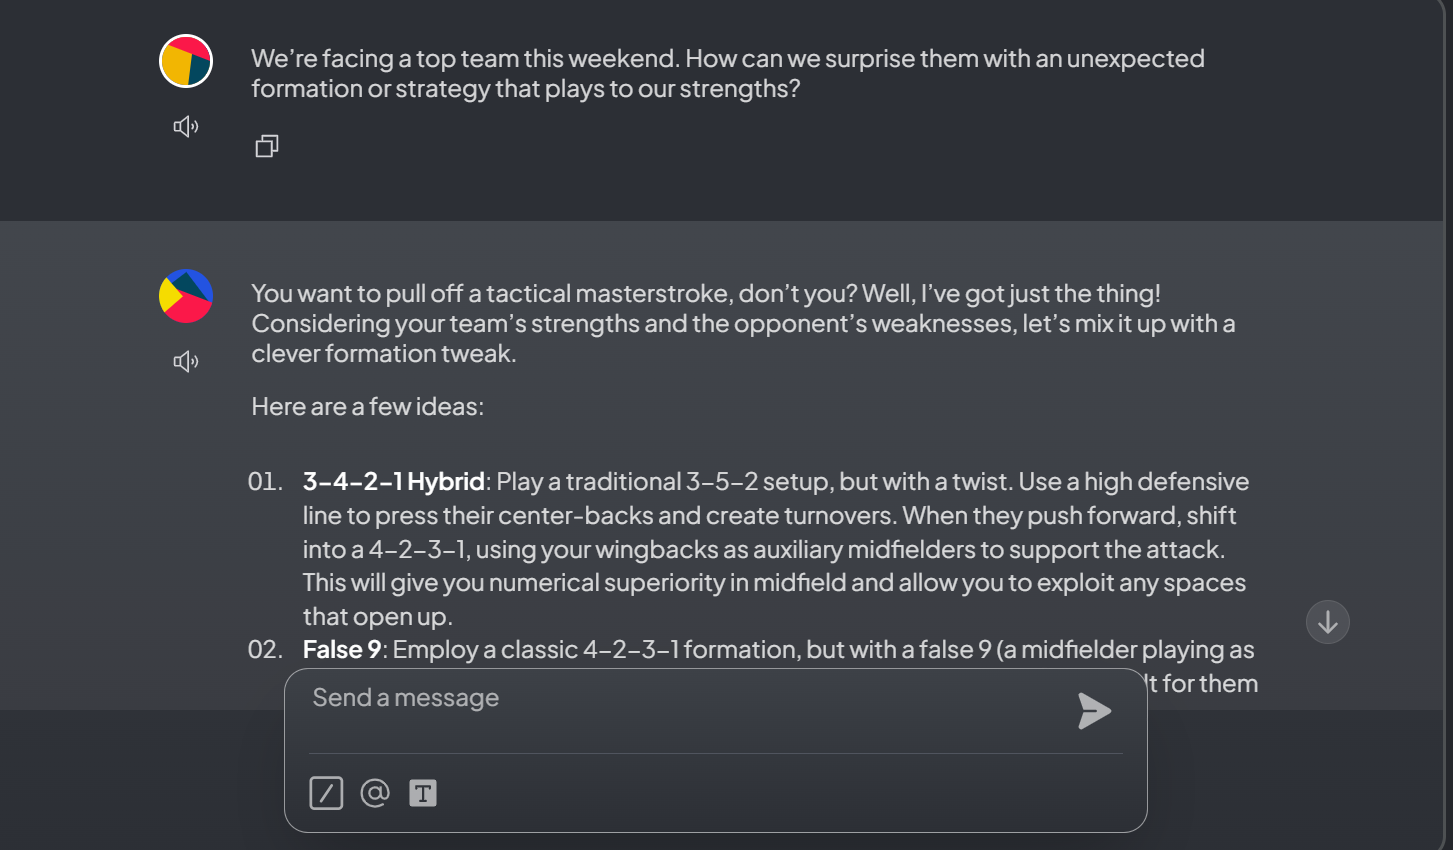 We’re facing a top team this weekend. How can we surprise them with an unexpected
formation or strategy that plays to our strengths?
You want to pull off a tactical masterstroke, don’t you? Well, I’ve got just the thing!
Considering your team’s strengths and the opponent’s weaknesses, let’s mix it up with a
clever formation tweak.
Here are a few ideas:
01. 3–4–2–1 Hybrid: Play a traditional 3–5–2 setup, but with a twist. Use a high defensive
line to press their center-backs and create turnovers. When they push forward, shift
into a 4–2–3–1, using your wingbacks as auxiliary midfielders to support the attack.
This will give you numerical superiority in midfield and allow you to exploit any spaces
that open up.
02. False 9: Employ a classic 4–2–3–1 formation, but with a false 9 (a midfielder playing as
for them
Send a message
@
T